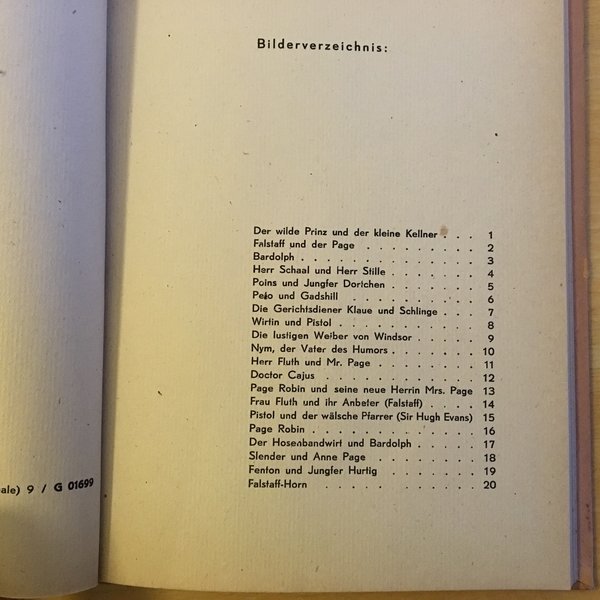 Bilderverzeichnis:
Der wilde Prinz und der kleine Kellner . . . 1
Falstaff und der Page . . . . . . . . . 2
Bardolph . . . . . . . . . . . . . . 3
Herr Schaal und Herr Stille . . . . . . . 4
Poins und Jungfer Dortchen . . . . . . . 5
Peto und Gadshill . . . . . . . . . . 6
Die Gerichtsdiener Klaue und Schlinge . . . 7
Wirtin und Pistol . . . . . . . . . . . 8
Die lustigen Weiber von Windsor . . . . . 9
Nym, der Vater des Humors . . . . . . . 10
Herr Fluth und Mr. Page . . . . . . . . 11
Doctor Cajus . . . . . . . . . . . . 12
Page Robin und seine neue Herrin Mrs. Page 13
Frau Fluth und ihr Anbeter (Falstaff) . . . . 14
Pistol und der wälsche Pfarrer (Sir Hugh Evans) 15
Page Robin . . . . . . . . . . . . . 16
Der Hosenbandwirt und Bardolph . . . . . 17
Slender und Anne Page . . . . . . . . 18
Fenton und Jungfer Hurtig . . . . . . . 19
Falstaff-Horn . . . . . . . . . . . . 20
ale) 9 / G 01699